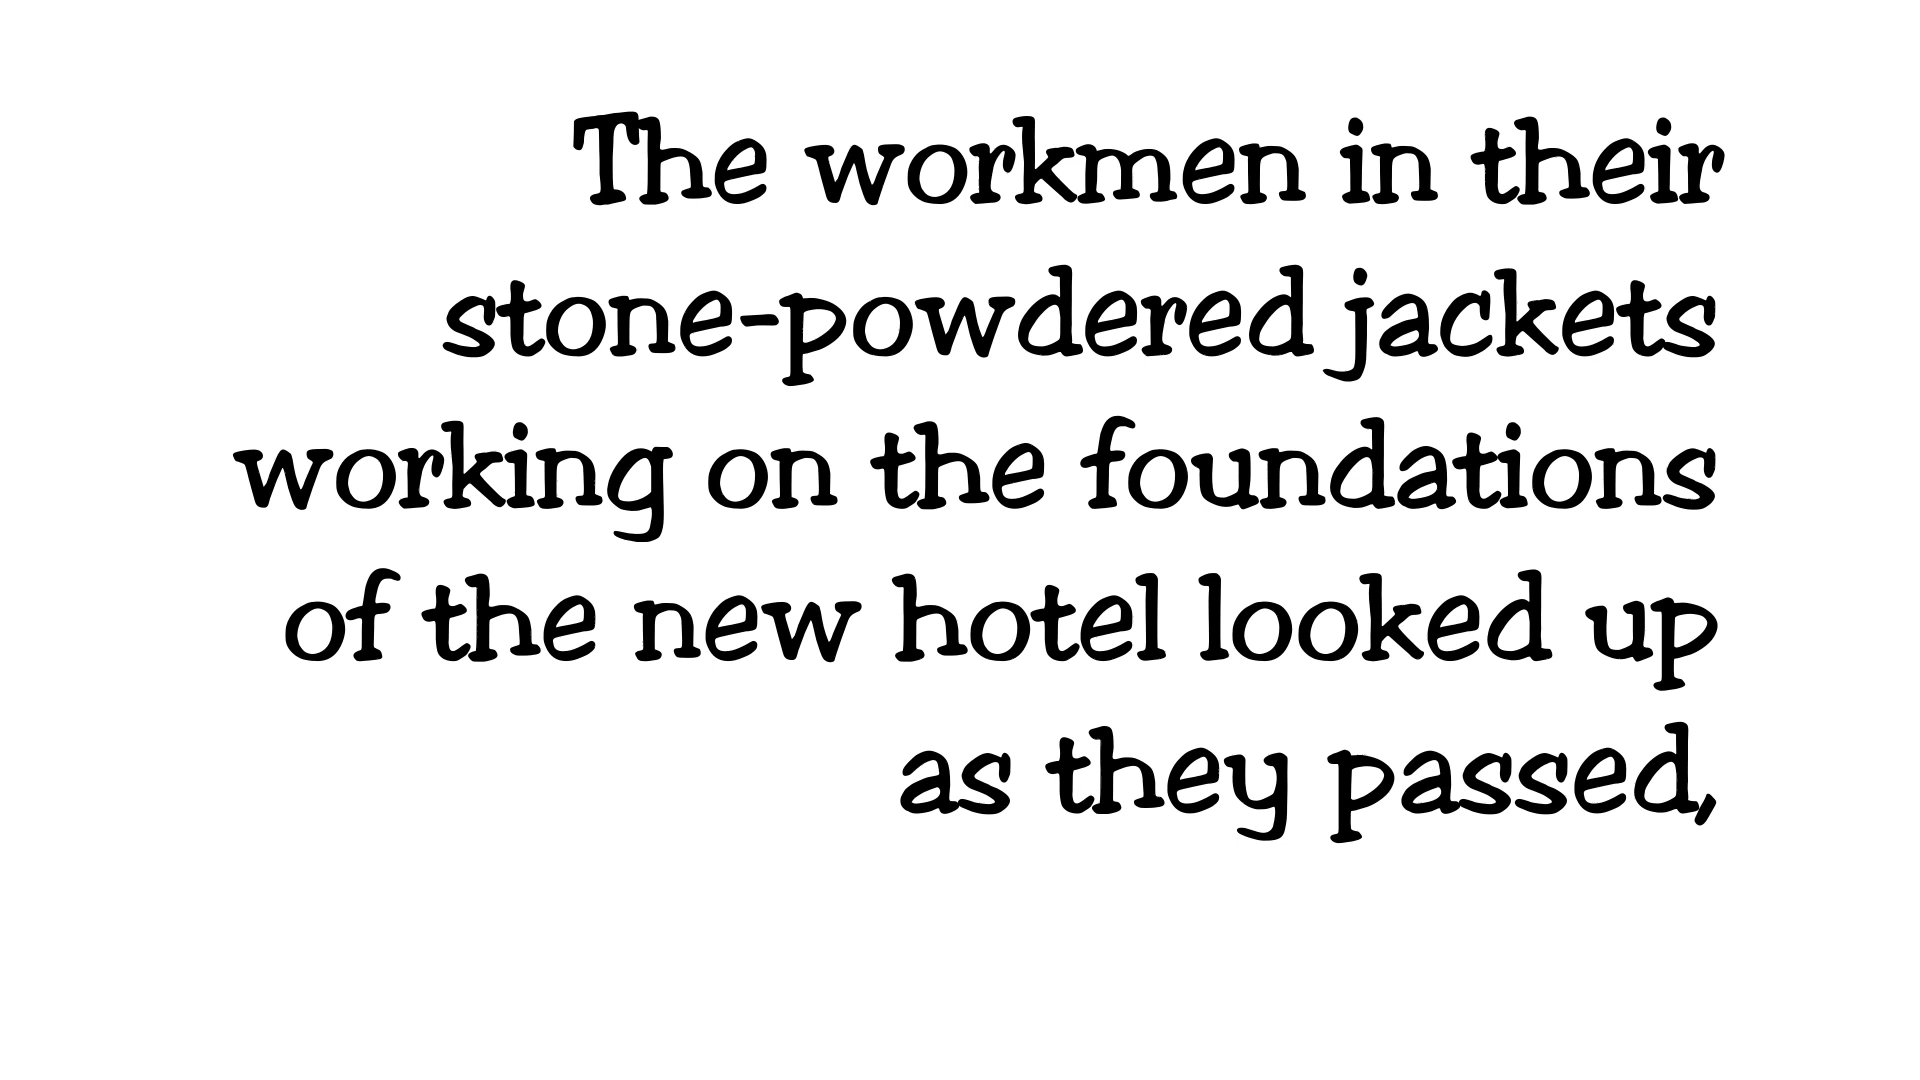 The workmen in their
stone-powdered jackets
working on the foundations
of the new hotel looked up
as they passed,